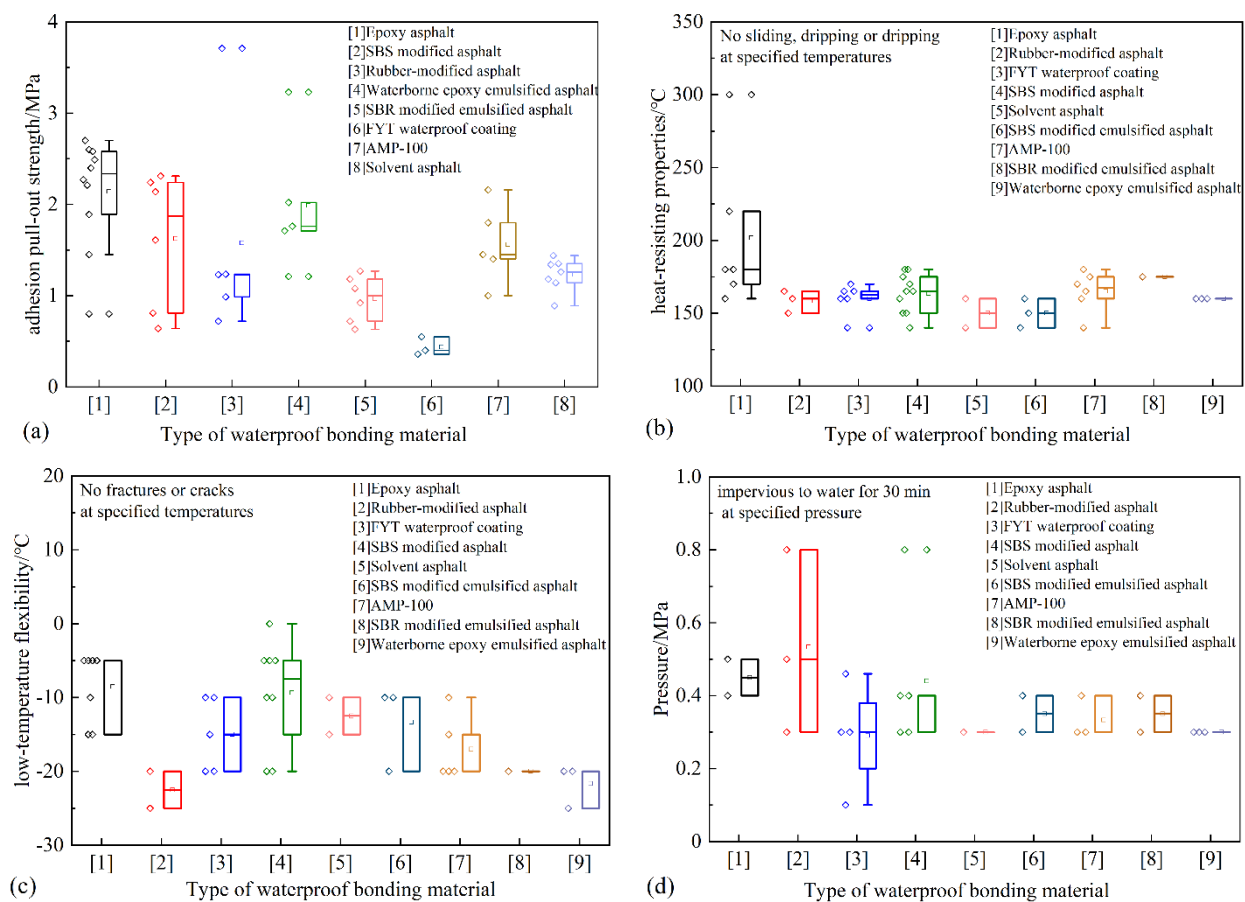 4
3
2
1
0
adhesion pull-out strength/MPa
[1]Epoxy asphalt
[2]SBS modified asphalt
[3]Rubber-modified asphalt
[4]Waterborne epoxy emulsified asphalt
[5]SBR modified emulsified asphalt
[6]FYT waterproof coating
[7]AMP-100
[8]Solvent asphalt
[1] [2] [3] [4] [5] [6] [7] [8]
(a) Type of waterproof bonding material
350
300
250
200
150
100
heat-resisting properties/°C
No sliding, dripping or dripping
at specified temperatures
[1]Epoxy asphalt
[2]Rubber-modified asphalt
[3]FYT waterproof coating
[4]SBS modified asphalt
[5]Solvent asphalt
[6]SBS modified emulsified asphalt
[7]AMP-100
[8]SBR modified emulsified asphalt
[9]Waterborne epoxy emulsified asphalt
[1] [2] [3] [4] [5] [6] [7] [8] [9]
(b) Type of waterproof bonding material
20
10
0
-10
-20
-30
low-temperature flexibility/℃
No fractures or cracks
at specified temperatures
[1]Epoxy asphalt
[2]Rubber-modified asphalt
[3]FYT waterproof coating
[4]SBS modified asphalt
[5]Solvent asphalt
[6]SBS modified emulsified asphalt
[7]AMP-100
[8]SBR modified emulsified asphalt
[9]Waterborne epoxy emulsified asphalt
[1] [2] [3] [4] [5] [6] [7] [8] [9]
(c) Type of waterproof bonding material
1.0
0.8
0.6
0.4
0.2
0
Pressure/MPa
impervious to water for 30 min
at specified pressure
[1]Epoxy asphalt
[2]Rubber-modified asphalt
[3]FYT waterproof coating
[4]SBS modified asphalt
[5]Solvent asphalt
[6]SBS modified emulsified asphalt
[7]AMP-100
[8]SBR modified emulsified asphalt
[9]Waterborne epoxy emulsified asphalt
[1] [2] [3] [4] [5] [6] [7] [8] [9]
(d) Type of waterproof bonding material